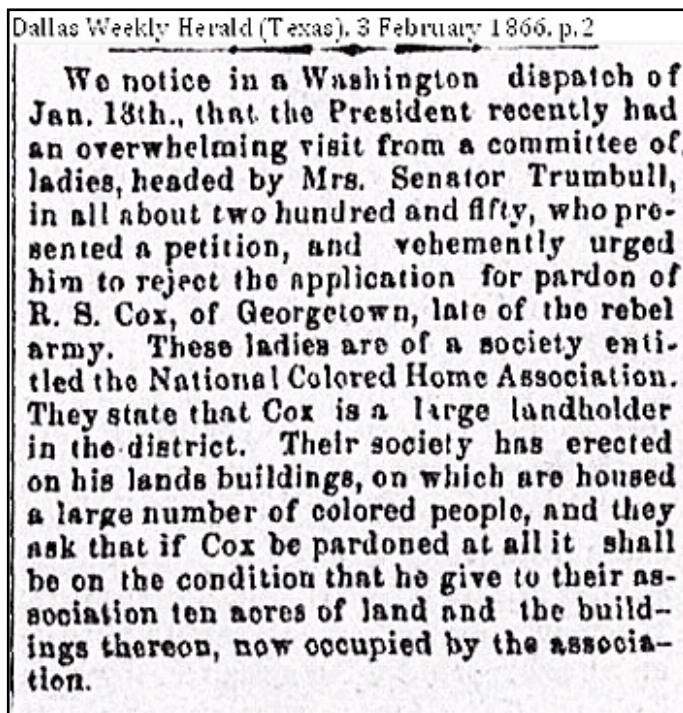 Dallas Weekly Herald (Texas), 3 February 1866, p.2
We notice in a Washington dispatch of
Jan. 13th., that the President recently had
an overwhelming visit from a committee of
ladies, headed by Mrs. Senator Trumbull,
in all about two hundred and fifty, who pre-
sented a petition, and vehemently urged
him to reject the application for pardon of
R. S. Cox, of Georgetown, late of the rebel
army. These ladies are of a society enti-
tled the National Colored Home Association.
They state that Cox is a large landholder
in the district. Their society has erected
on his lands buildings, on which are housed
a large number of colored people, and they
ask that if Cox be pardoned at all it shall
be on the condition that he give to their as-
sociation ten acres of land and the build-
ings thereon, now occupied by the associa-
tion.